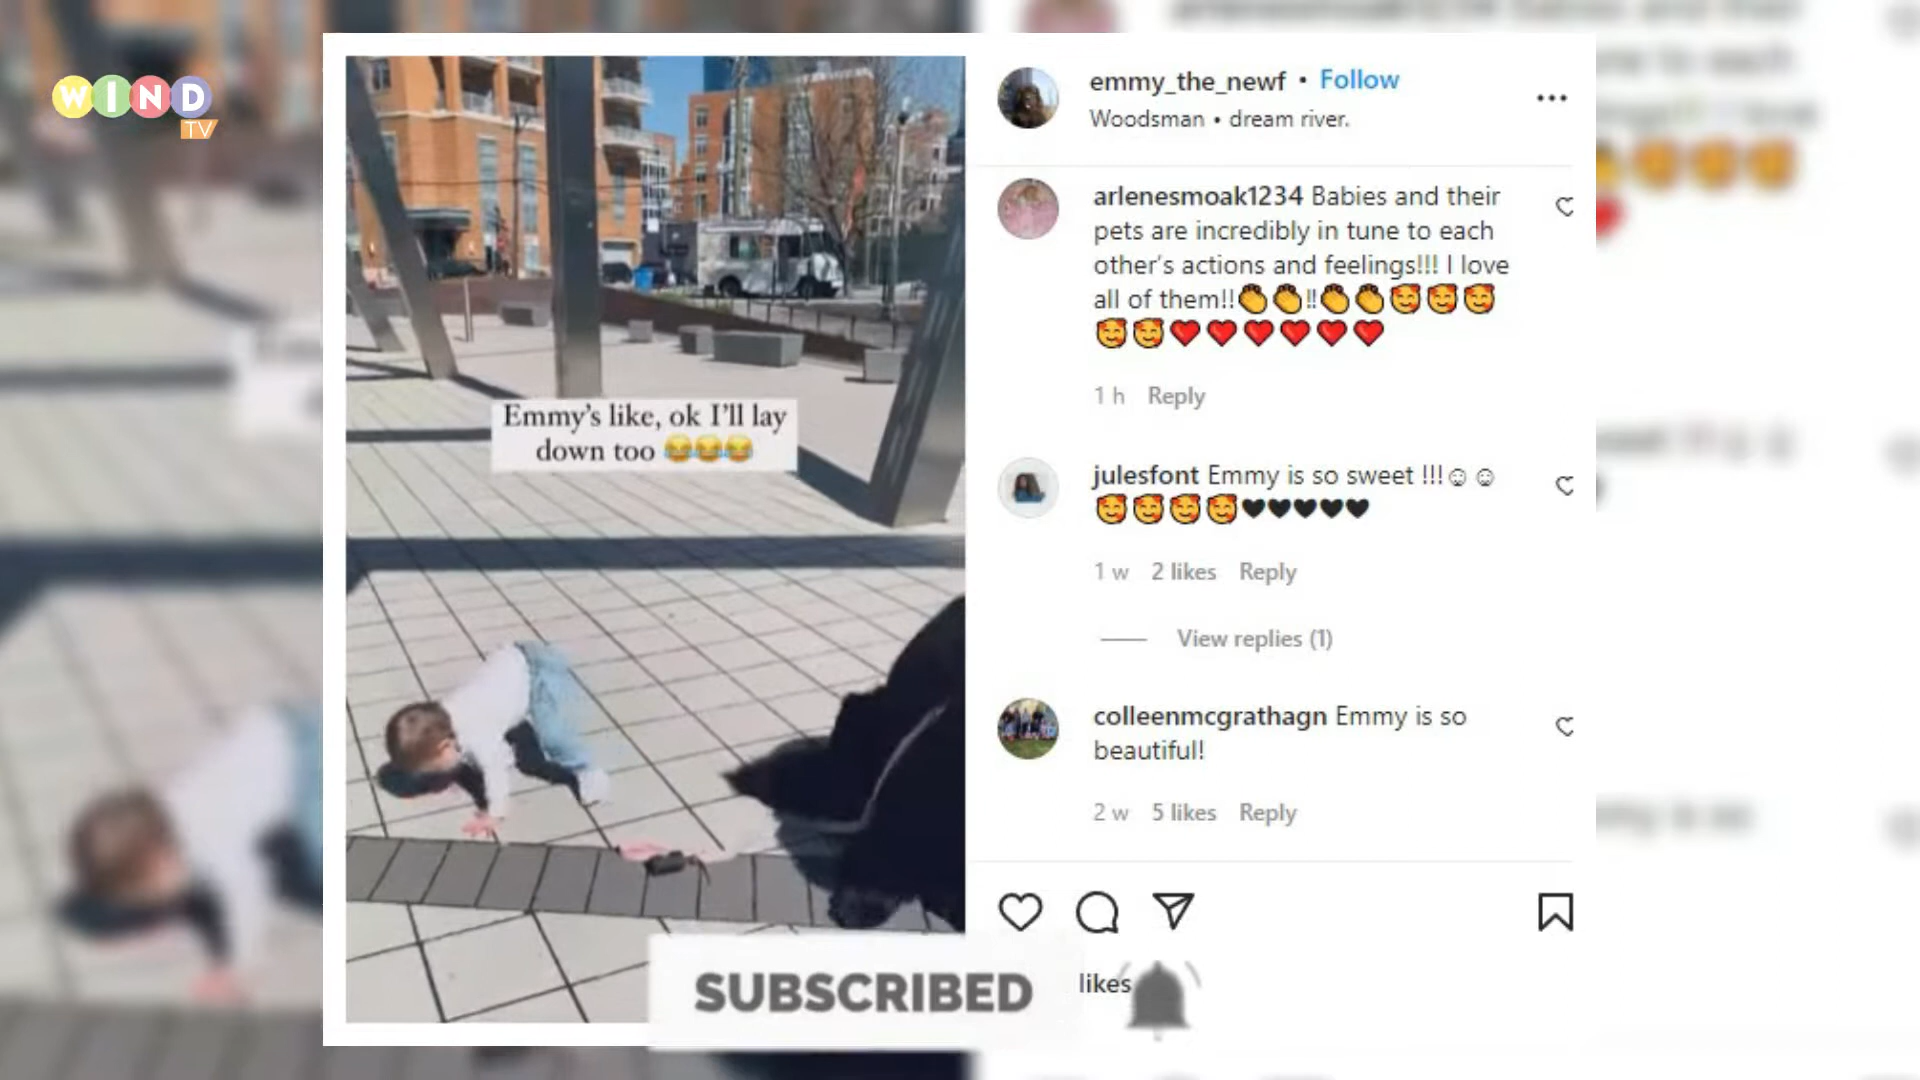 WIND
TV
emmy_the_newf • Follow
Woodsman • dream river.
Emmy's like, ok I'll lay
down too 😂😂😂
arlenesmoak1234 Babies and their
pets are incredibly in tune to each
other's actions and feelings!!! I love
all of them!!👏👏‼👏👏🥰🥰🥰
🥰🥰❤❤❤❤❤❤
1 h Reply
julesfont Emmy is so sweet !!!☺☺
🥰🥰🥰🥰🖤🖤🖤🖤🖤
1 w 2 likes Reply
View replies (1)
colleenmcgrathagn Emmy is so
beautiful!
2 w 5 likes Reply
likes
SUBSCRIBED